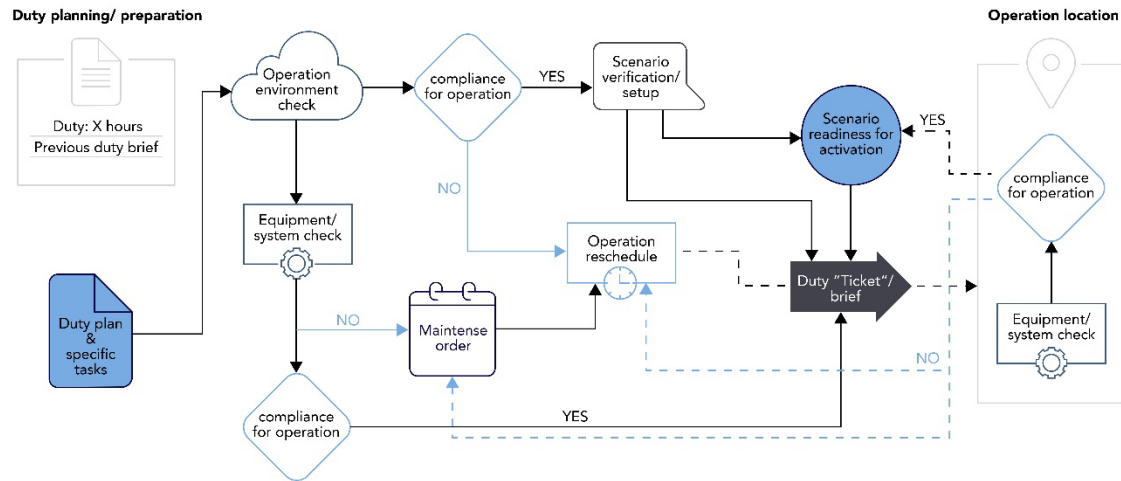 Duty planning/ preparation
Operation location
Duty: X hours
Previous duty brief
Operation
environment
check
compliance
for operation
YES
Scenario
verification/
setup
Scenario
readiness for
activation
YES
compliance
for operation
NO
Equipment/
system check
Operation
reschedule
Duty “Ticket“/
brief
Duty plan
&
specific
tasks
NO
Maintense
order
NO
Equipment/
system check
compliance
for operation
YES